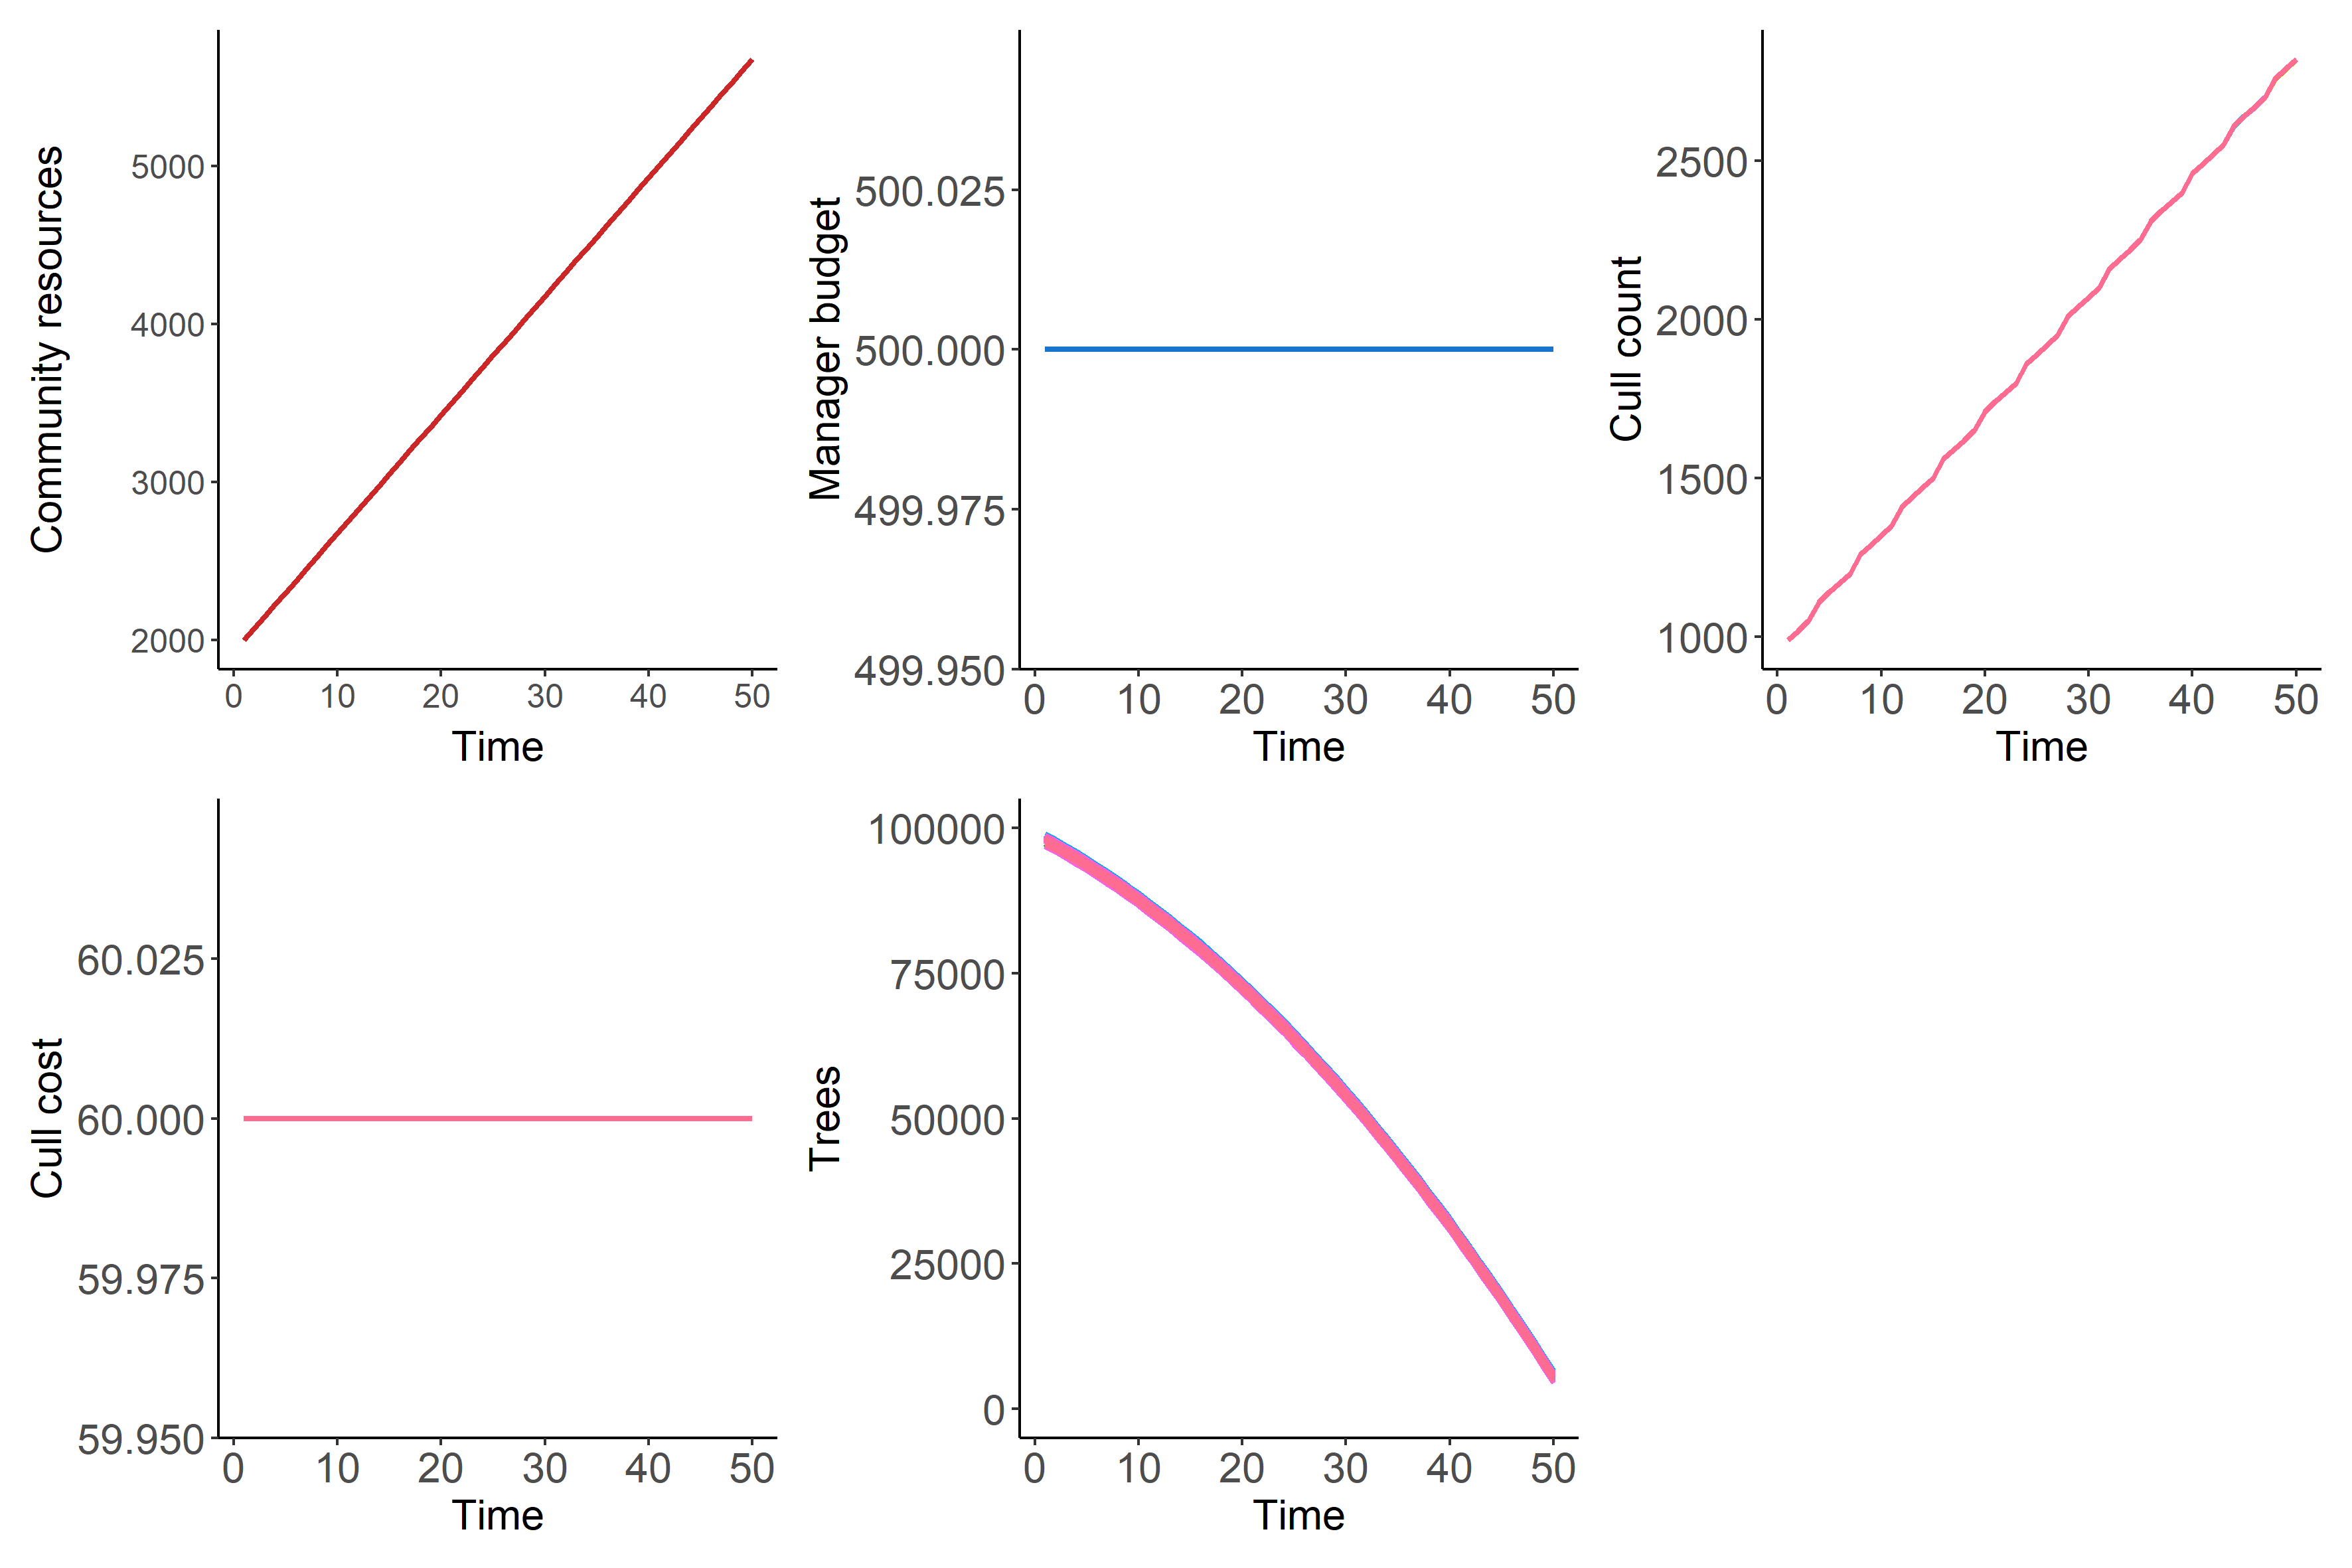 Community resources
5000
4000
3000
2000
0 10 20 30 40 50
Time
Manager budget
500.025
500.000
499.975
499.950
0 10 20 30 40 50
Time
Cull count
2500
2000
1500
1000
0 10 20 30 40 50
Time
Cull cost
60.025
60.000
59.975
59.950
0 10 20 30 40 50
Time
Trees
100000
75000
50000
25000
0
0 10 20 30 40 50
Time